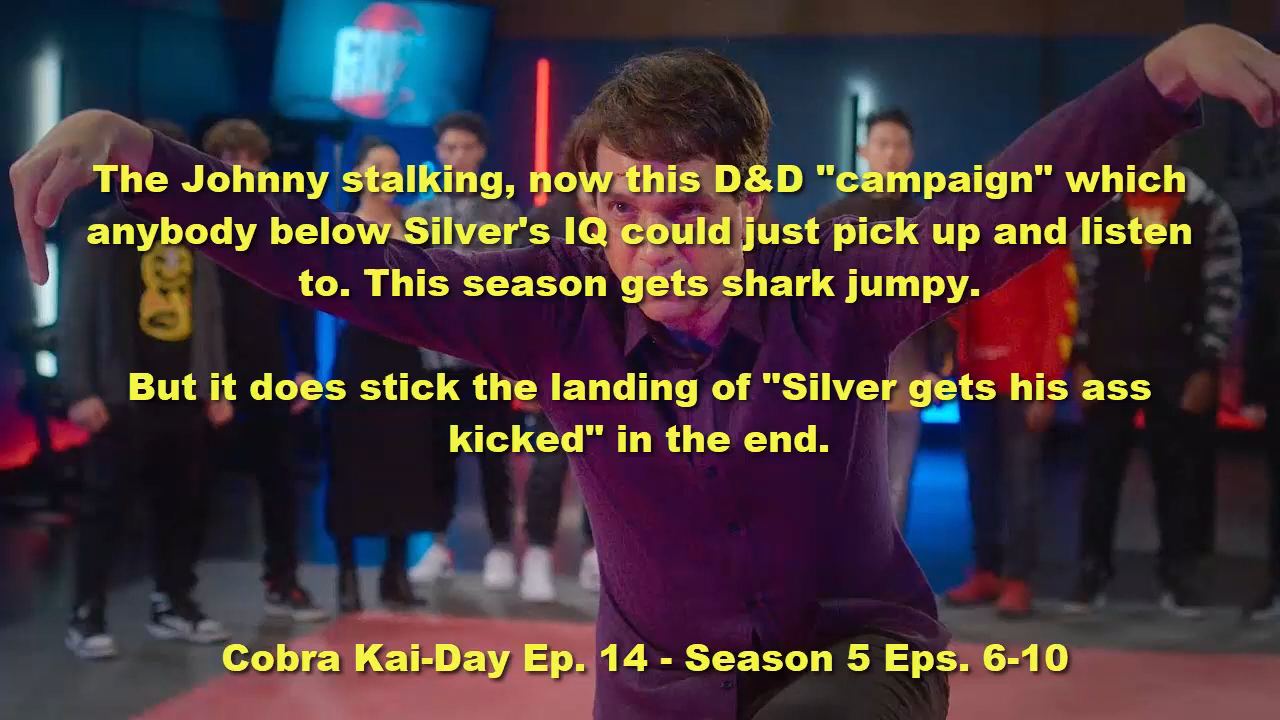 The Johnny stalking, now this D&D "campaign" which
anybody below Silver's IQ could just pick up and listen
to. This season gets shark jumpy.
But it does stick the landing of "Silver gets his ass
kicked" in the end.
Cobra Kai-Day Ep. 14 - Season 5 Eps. 6-10